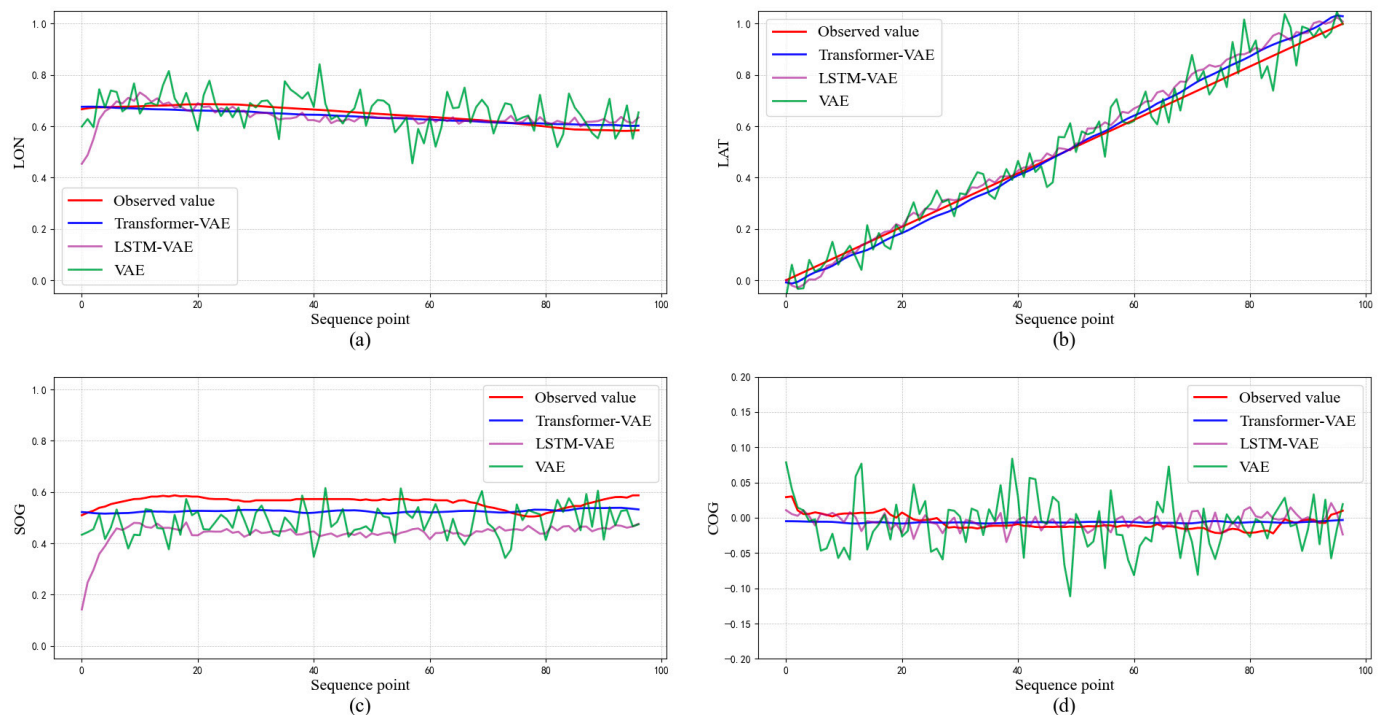 1.0
0.8
0.6
0.4
0.2
0.0
LON
Observed value
Transformer-VAE
LSTM-VAE
VAE
0 20 40 60 80 100
Sequence point
(a)
1.0
0.8
0.6
0.4
0.2
0.0
LAT
Observed value
Transformer-VAE
LSTM-VAE
VAE
0 20 40 60 80 100
Sequence point
(b)
1.0
0.8
0.6
0.4
0.2
0.0
SOG
Observed value
Transformer-VAE
LSTM-VAE
VAE
0 20 40 60 80 100
Sequence point
(c)
0.20
0.15
0.10
0.05
0.00
−0.05
−0.10
−0.15
−0.20
COG
Observed value
Transformer-VAE
LSTM-VAE
VAE
0 20 40 60 80 100
Sequence point
(d)